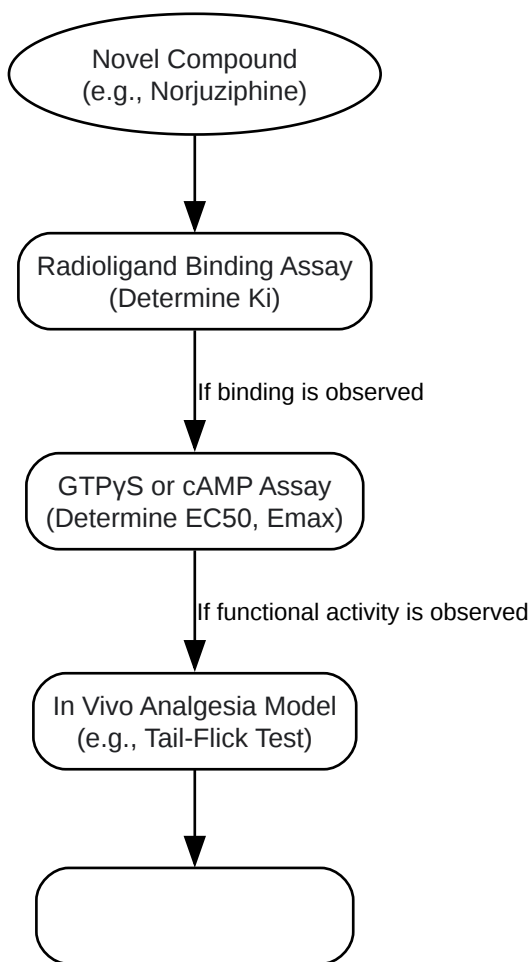 Novel Compound
(e.g., Norjuziphine)
Radioligand Binding Assay
(Determine Ki)
If binding is observed
GTPγS or cAMP Assay
(Determine EC50, Emax)
If functional activity is observed
In Vivo Analgesia Model
(e.g., Tail-Flick Test)